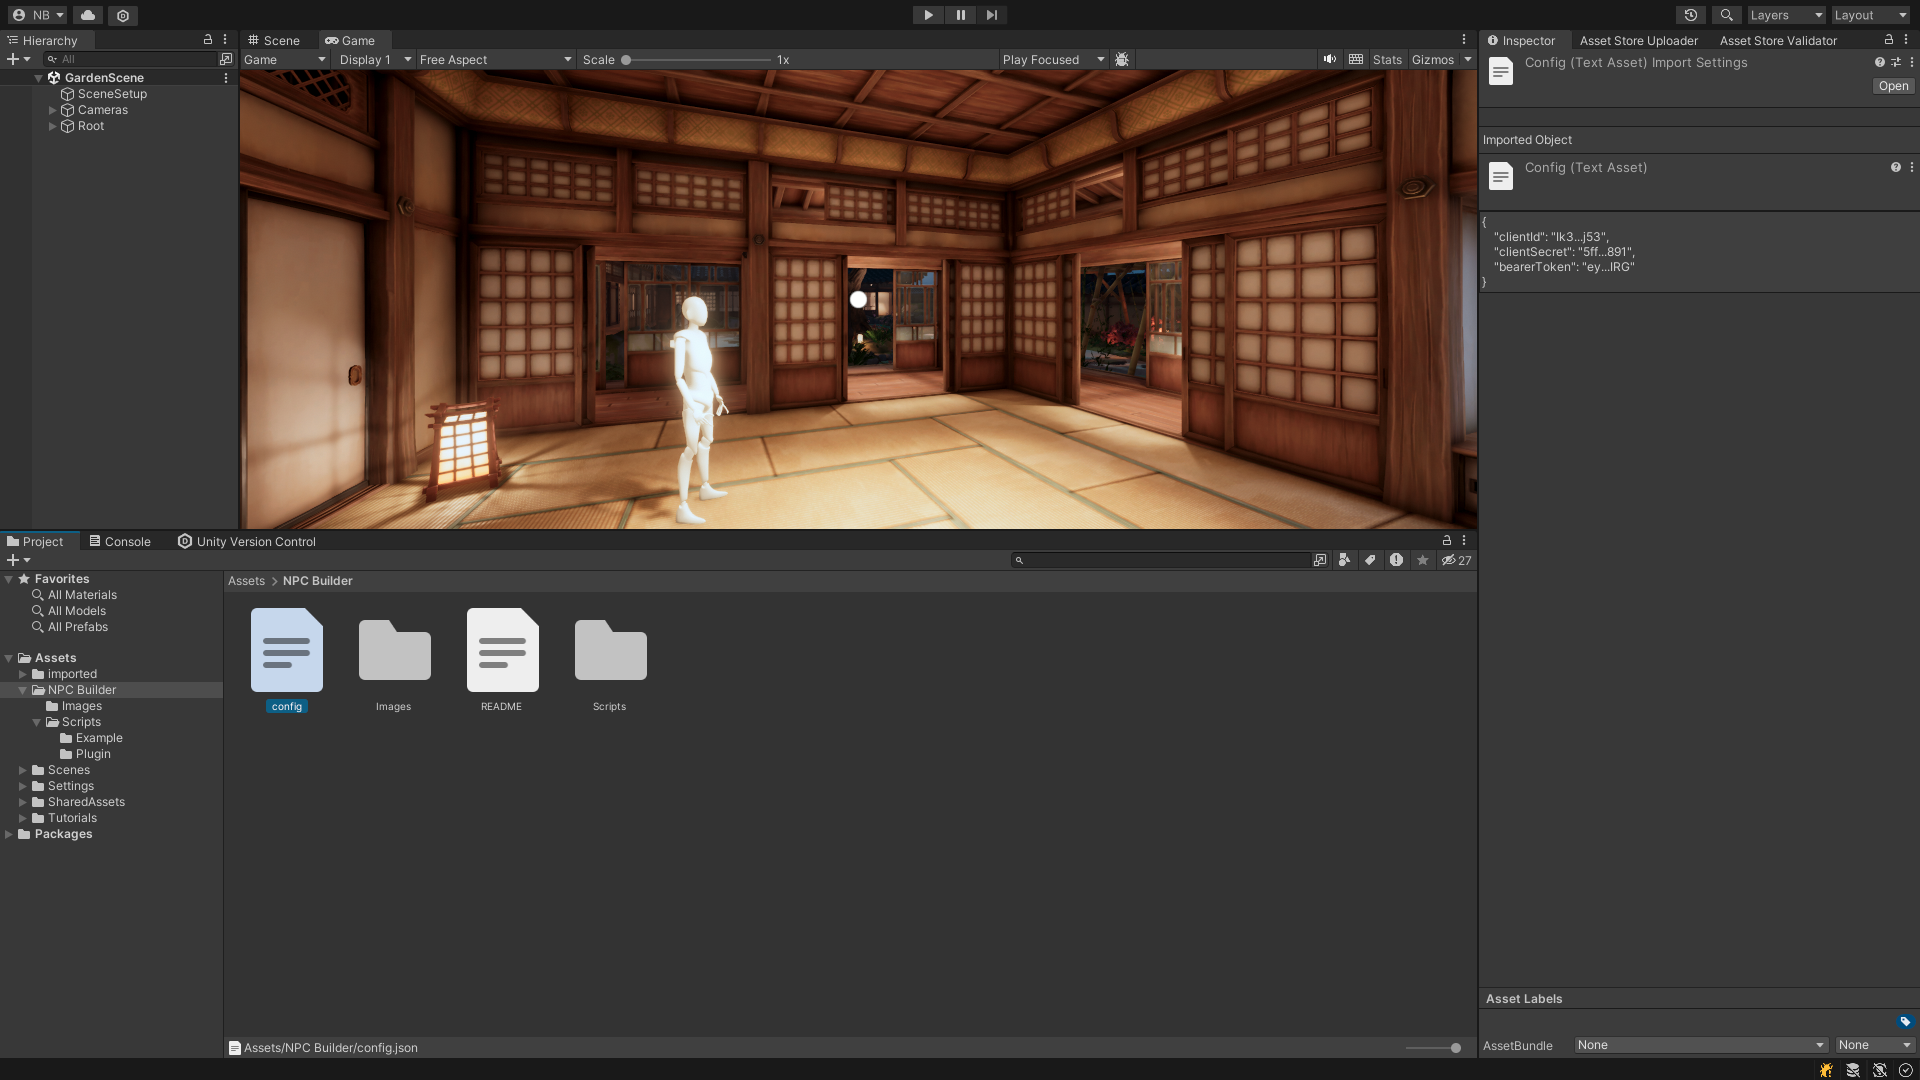 NB
Layers
Layout
Hierarchy
All
GardenScene
SceneSetup
Cameras
Root
Scene
Game
Game
Display 1
Free Aspect
Scale
1x
Play Focused
Stats
Gizmos
Inspector
Asset Store Uploader
Asset Store Validator
Config (Text Asset) Import Settings
Open
Imported Object
Config (Text Asset)
{
"clientId": "lk3...j53",
"clientSecret": "5ff...891",
"bearerToken": "ey...IRG"
}
Project
Console
Unity Version Control
27
Favorites
All Materials
All Models
All Prefabs
Assets
imported
NPC Builder
Images
Scripts
Example
Plugin
Scenes
Settings
SharedAssets
Tutorials
Packages
Assets > NPC Builder
config
Images
README
Scripts
Assets/NPC Builder/config.json
Asset Labels
AssetBundle
None
None